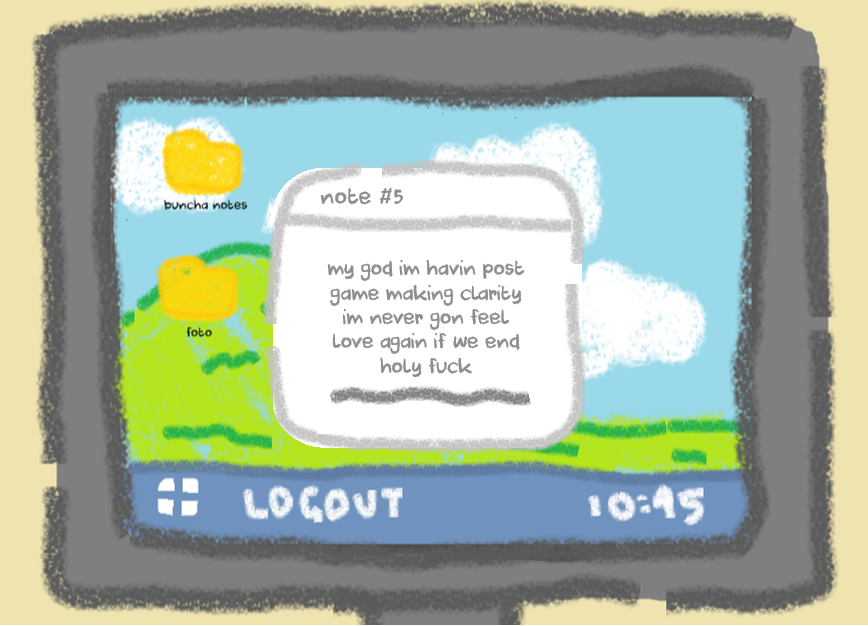 buncha notes
note #5
my god im havin post
game making clarity
im never gon feel
love again if we end
holy fuck
foto
LOGOUT
10:45